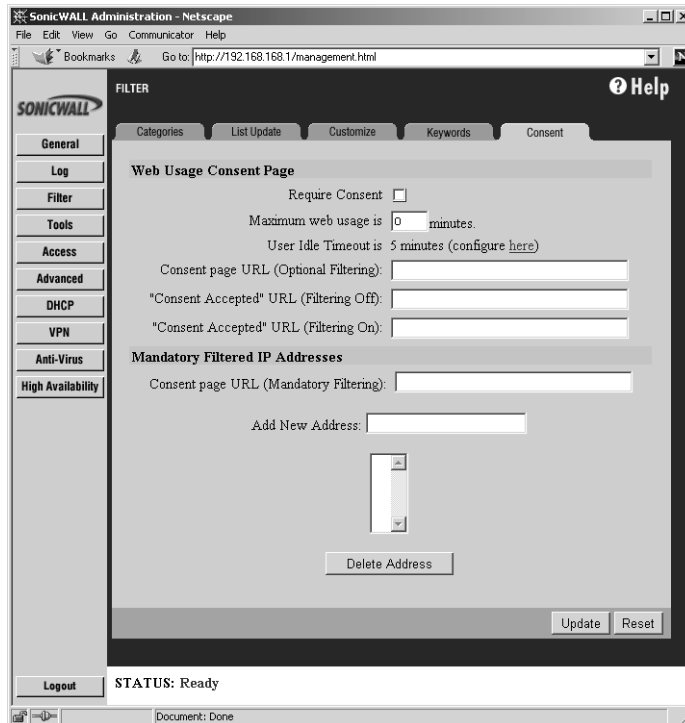 SonicWALL Administration - Netscape
File Edit View Go Communicator Help
Bookmarks Go to: http://192.168.168.1/management.html N
SONICWALL
FILTER
Help
Categories List Update Customize Keywords Consent
General
Log
Filter
Tools
Access
Advanced
DHCP
VPN
Anti-Virus
High Availability
Web Usage Consent Page
Require Consent
Maximum web usage is 0 minutes.
User Idle Timeout is 5 minutes (configure here)
Consent page URL (Optional Filtering):
"Consent Accepted" URL (Filtering Off):
"Consent Accepted" URL (Filtering On):
Mandatory Filtered IP Addresses
Consent page URL (Mandatory Filtering):
Add New Address:
Delete Address
Update Reset
Logout
STATUS: Ready
Document: Done